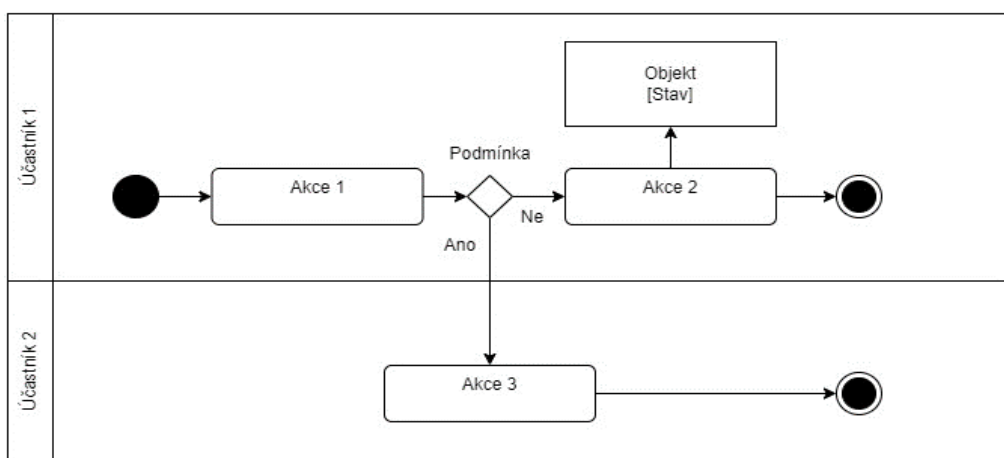 Účastník 1
Objekt
[Stav]
Podmínka
Akce 1
Akce 2
Ne
Ano
Účastník 2
Akce 3